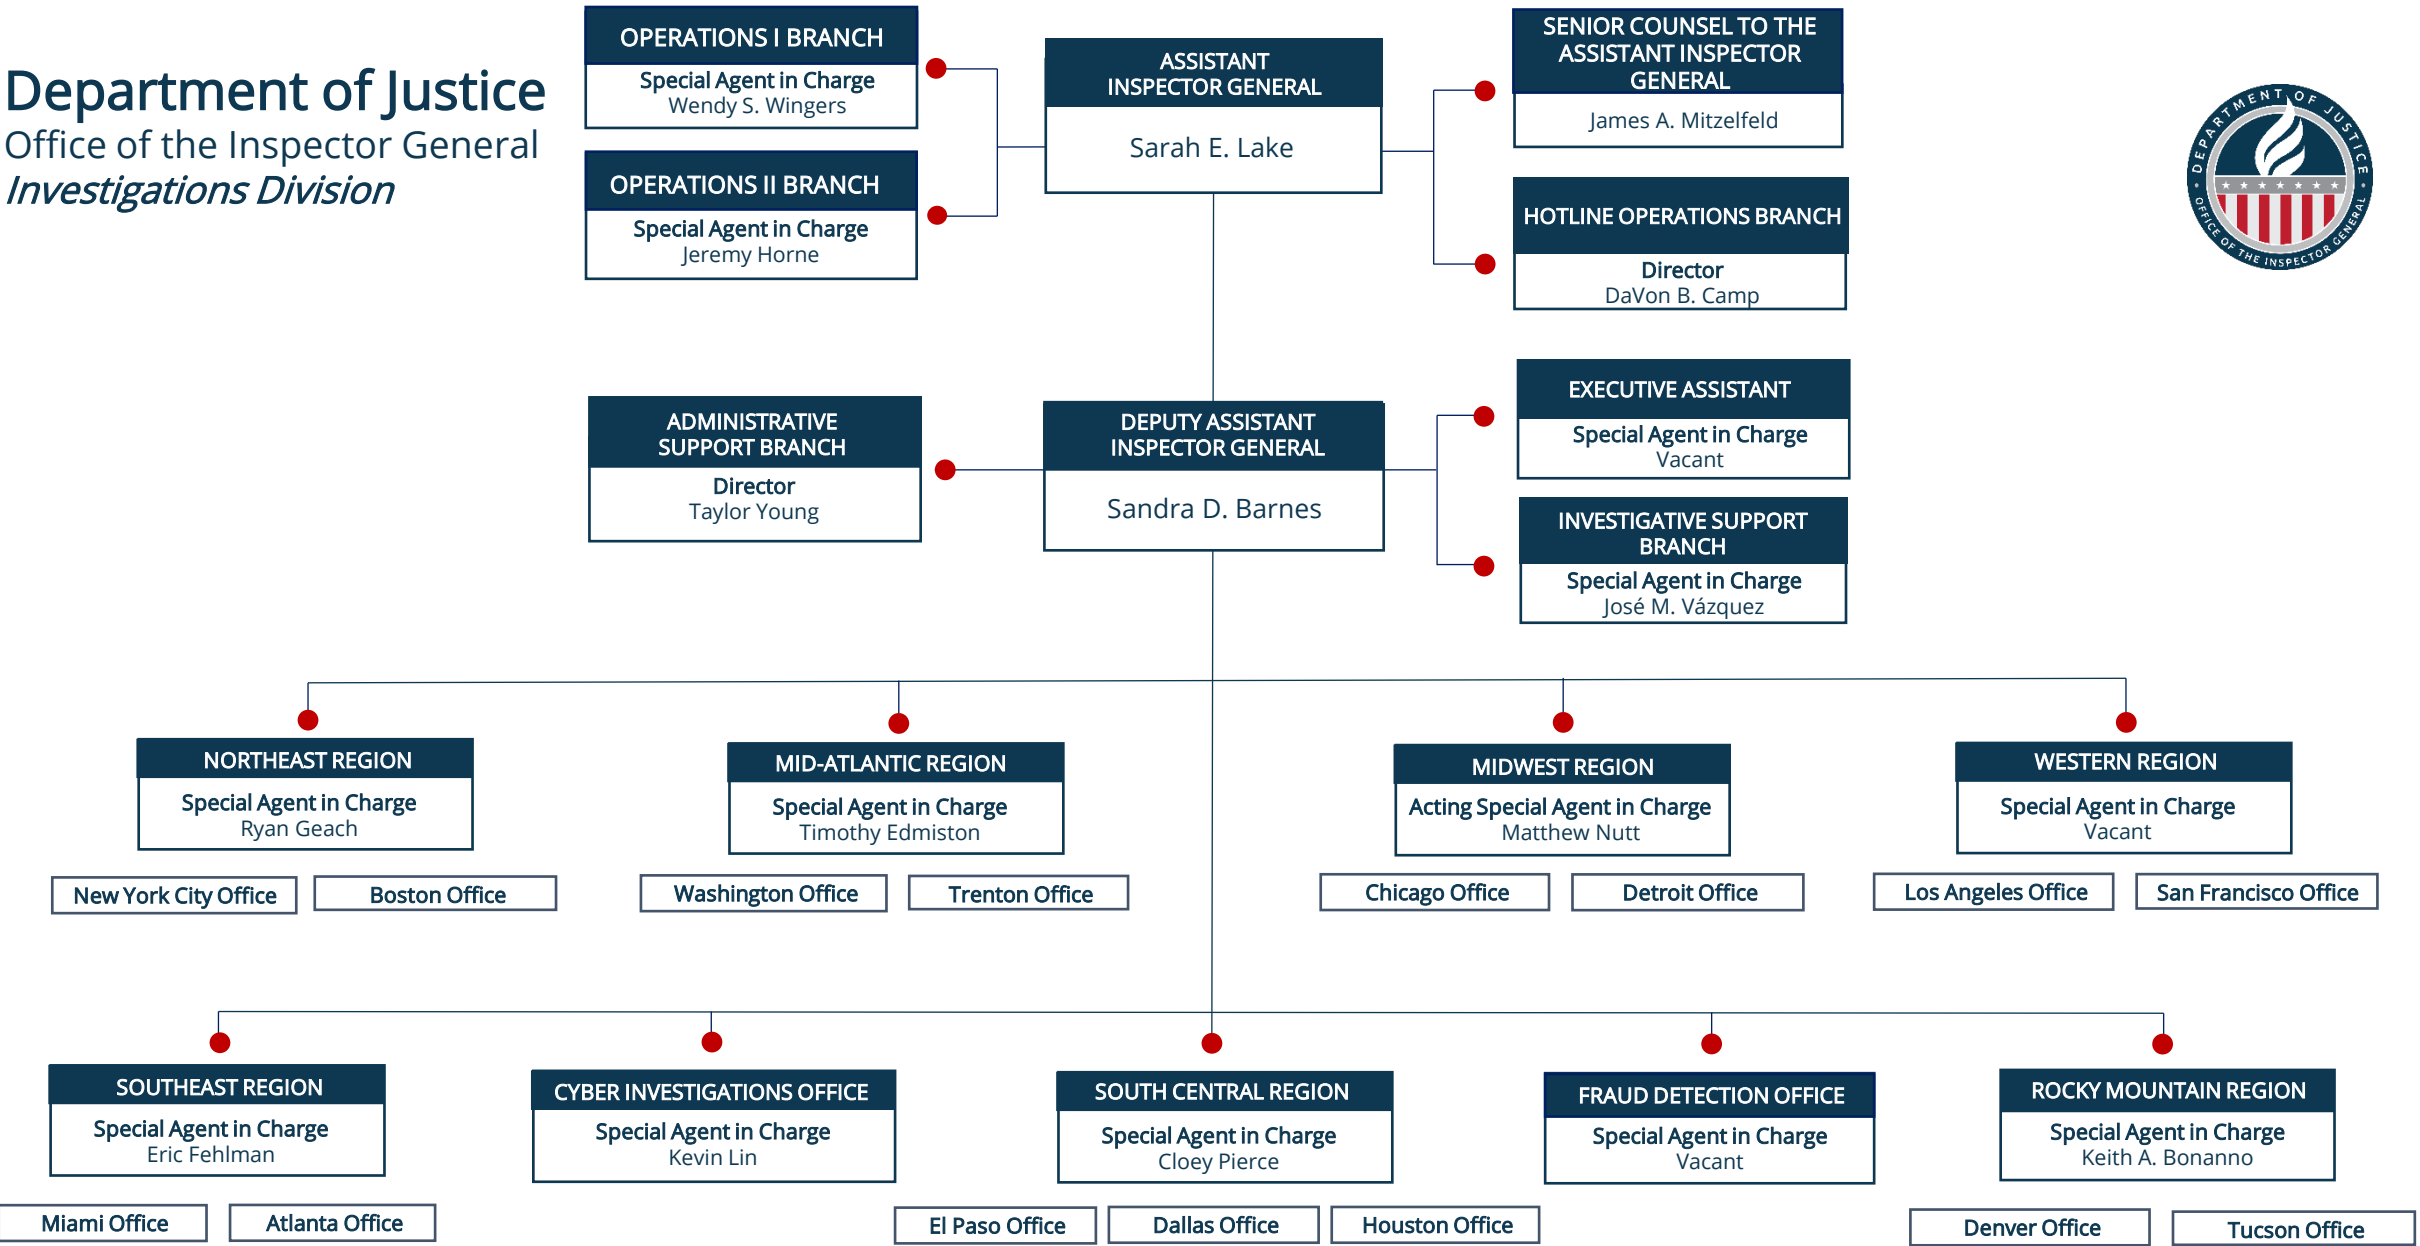 Department of Justice
Office of the Inspector General
Investigations Division
OPERATIONS I BRANCH
Special Agent in Charge
Wendy S. Wingers
OPERATIONS II BRANCH
Special Agent in Charge
Jeremy Horne
ASSISTANT
INSPECTOR GENERAL
Sarah E. Lake
SENIOR COUNSEL TO THE
ASSISTANT INSPECTOR
GENERAL
James A. Mitzelfeld
HOTLINE OPERATIONS BRANCH
Director
DaVon B. Camp
DEPARTMENT OF JUSTICE
OFFICE OF THE INSPECTOR GENERAL
ADMINISTRATIVE
SUPPORT BRANCH
Director
Taylor Young
DEPUTY ASSISTANT
INSPECTOR GENERAL
Sandra D. Barnes
EXECUTIVE ASSISTANT
Special Agent in Charge
Vacant
INVESTIGATIVE SUPPORT
BRANCH
Special Agent in Charge
José M. Vázquez
NORTHEAST REGION
Special Agent in Charge
Ryan Geach
New York City Office
Boston Office
MID-ATLANTIC REGION
Special Agent in Charge
Timothy Edmiston
Washington Office
Trenton Office
MIDWEST REGION
Acting Special Agent in Charge
Matthew Nutt
Chicago Office
Detroit Office
WESTERN REGION
Special Agent in Charge
Vacant
Los Angeles Office
San Francisco Office
SOUTHEAST REGION
Special Agent in Charge
Eric Fehlman
Miami Office
Atlanta Office
CYBER INVESTIGATIONS OFFICE
Special Agent in Charge
Kevin Lin
SOUTH CENTRAL REGION
Special Agent in Charge
Cloey Pierce
El Paso Office
Dallas Office
Houston Office
FRAUD DETECTION OFFICE
Special Agent in Charge
Vacant
ROCKY MOUNTAIN REGION
Special Agent in Charge
Keith A. Bonanno
Denver Office
Tucson Office